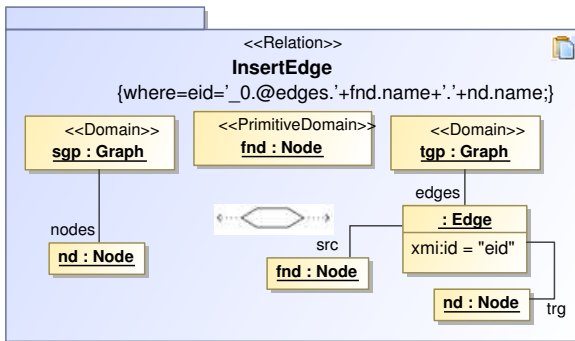 <<Relation>>
InsertEdge
{where=eid='_0.@edges.'+fnd.name+'.'+nd.name;}
<<Domain>>
sgp : Graph
<<PrimitiveDomain>>
fnd : Node
<<Domain>>
tgp : Graph
edges
: Edge
xmi:id = "eid"
nodes
nd : Node
src
fnd : Node
nd : Node
trg